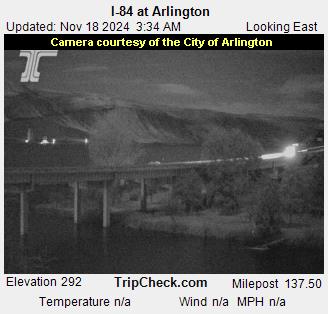 I-84 at Arlington
Updated: Nov 18 2024 3:34 AM Looking East
Camera courtesy of the City of Arlington
Elevation 292 TripCheck.com Milepost 137.50
Temperature n/a Wind n/a MPH n/a